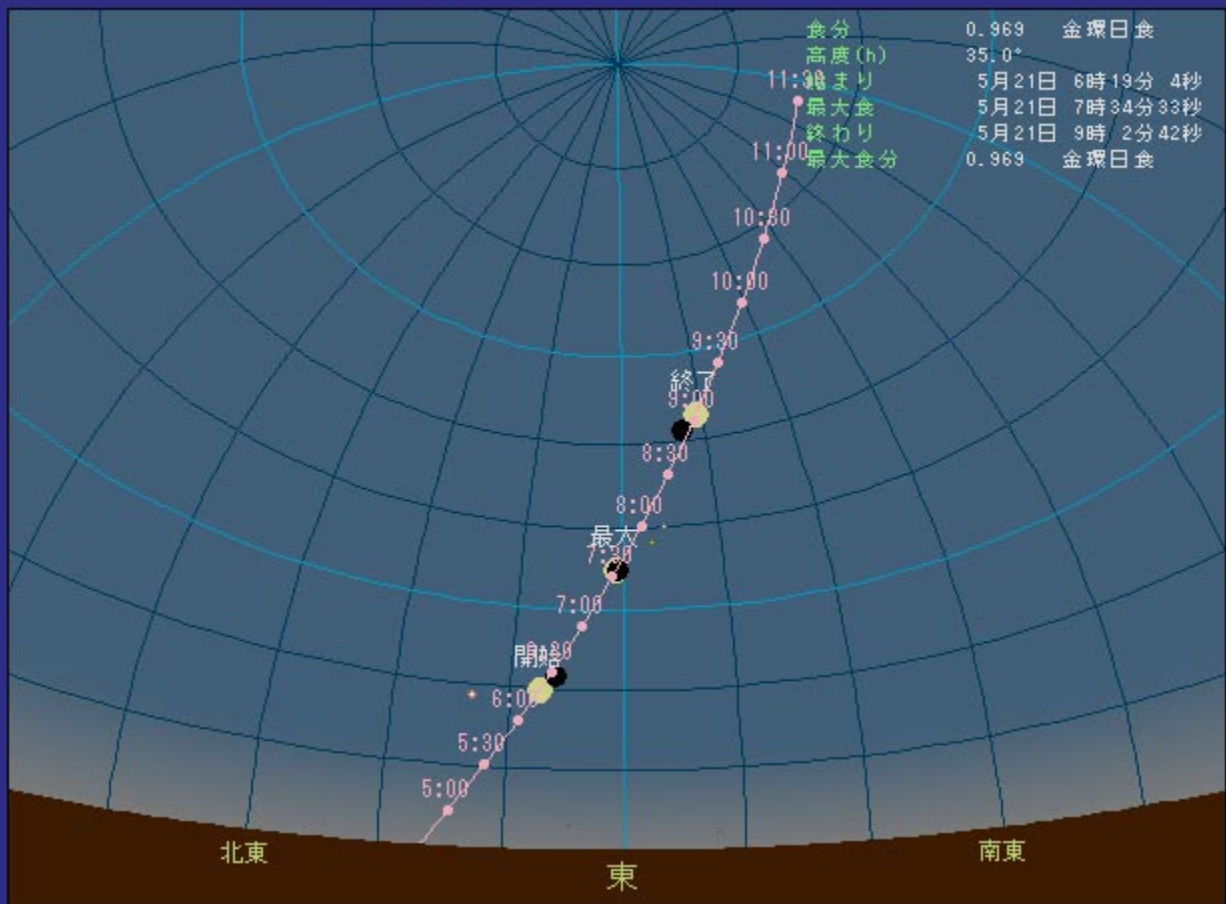 食分 0.969 金環日食
高度(h) 35.0°
始まり 5月21日 6時19分 4秒
最大食 5月21日 7時34分33秒
終わり 5月21日 9時 2分42秒
最大食分 0.969 金環日食
11:30
11:00
10:30
10:00
9:30
終了
9:00
8:30
8:00
最大
7:30
7:00
開始
6:30
6:00
5:30
5:00
北東
東
南東